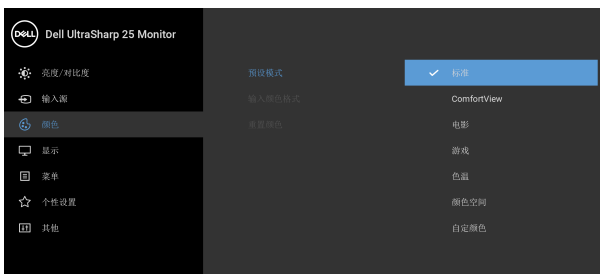 DELL Dell UltraSharp 25 Monitor
亮度/对比度
预设模式
标准
输入源
输入颜色格式
ComfortView
颜色
重置颜色
电影
显示
游戏
菜单
色温
个性设置
颜色空间
其他
自定颜色